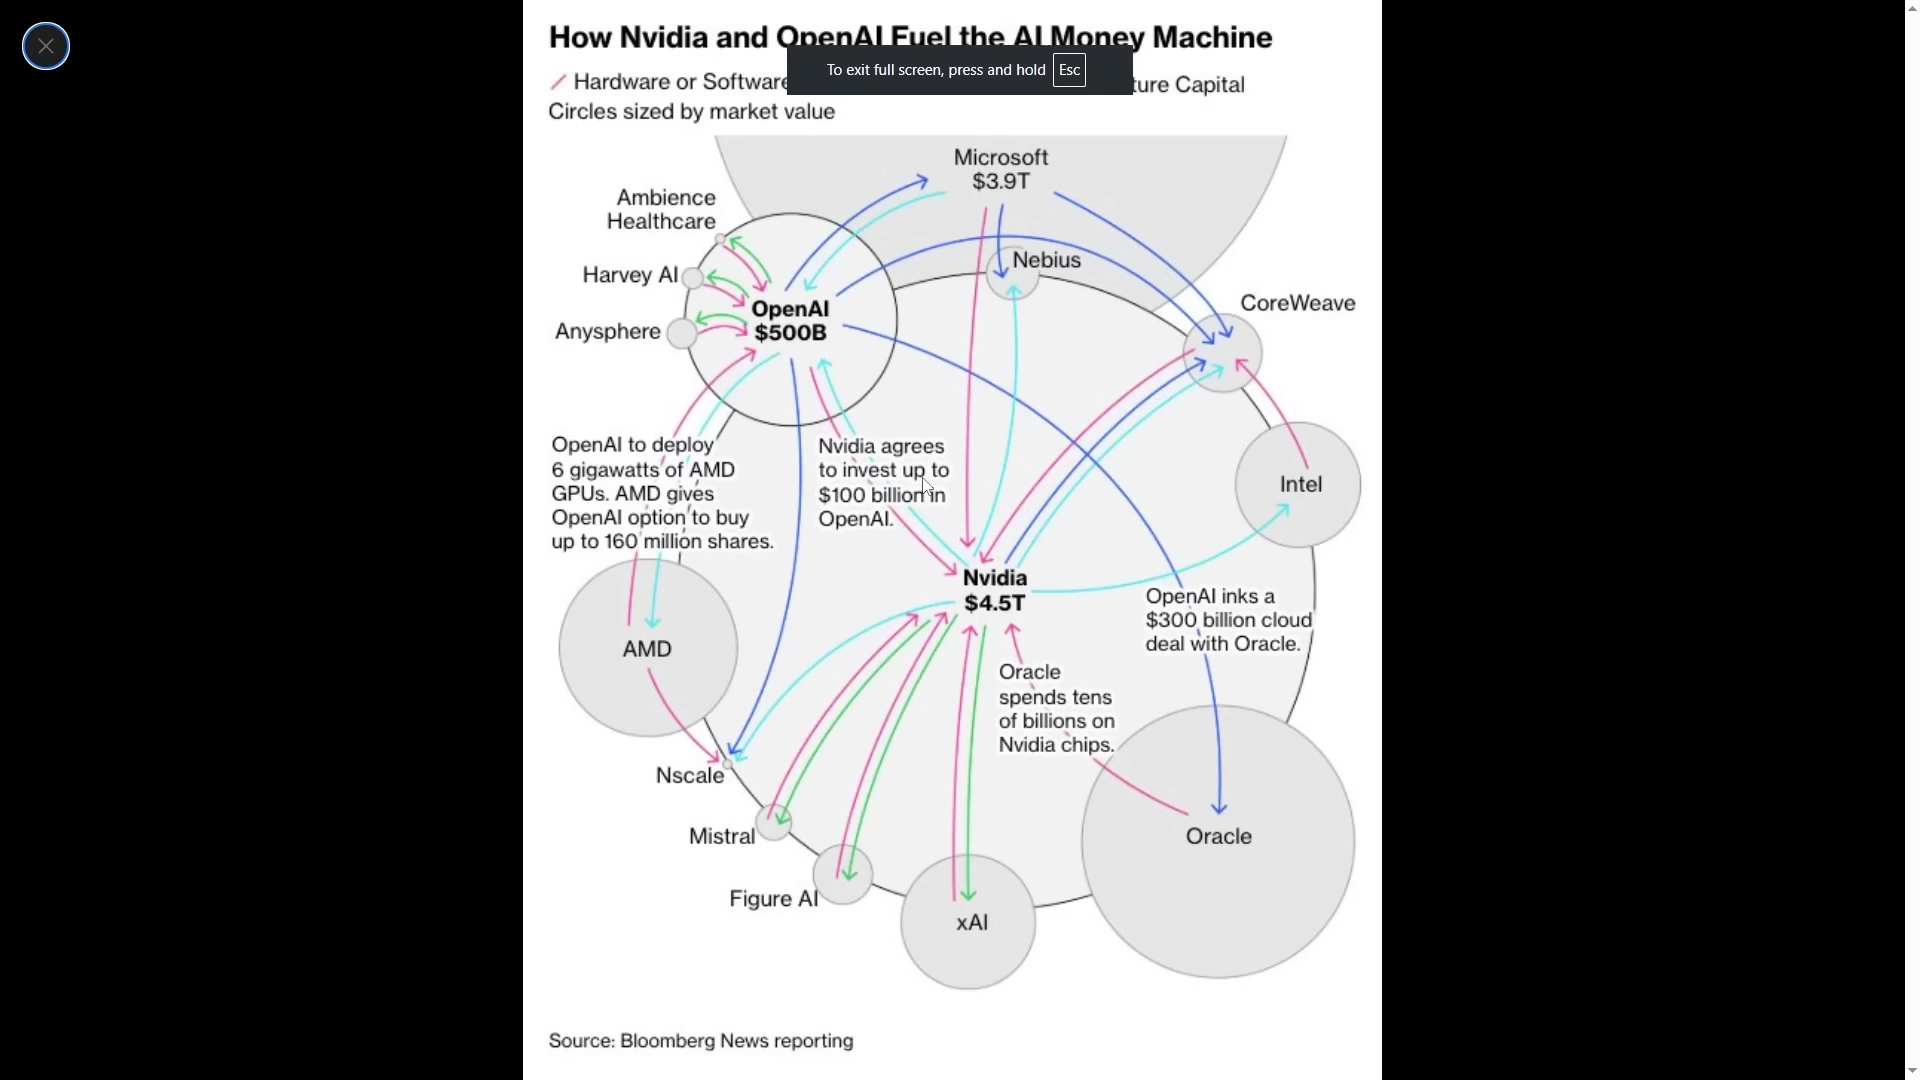 How Nvidia and OpenAI Fuel the AI Money Machine
To exit full screen, press and hold Esc
Hardware or Software
ture Capital
Circles sized by market value
Microsoft
$3.9T
Ambience
Healthcare
Nebius
Harvey AI
CoreWeave
OpenAI
$500B
Anysphere
OpenAI to deploy
6 gigawatts of AMD
GPUs. AMD gives
OpenAI option to buy
up to 160 million shares.
Nvidia agrees
to invest up to
$100 billion in
OpenAI.
Intel
Nvidia
$4.5T
OpenAI inks a
$300 billion cloud
deal with Oracle.
AMD
Oracle
spends tens
of billions on
Nvidia chips.
Nscale
Mistral
Oracle
Figure AI
xAI
Source: Bloomberg News reporting